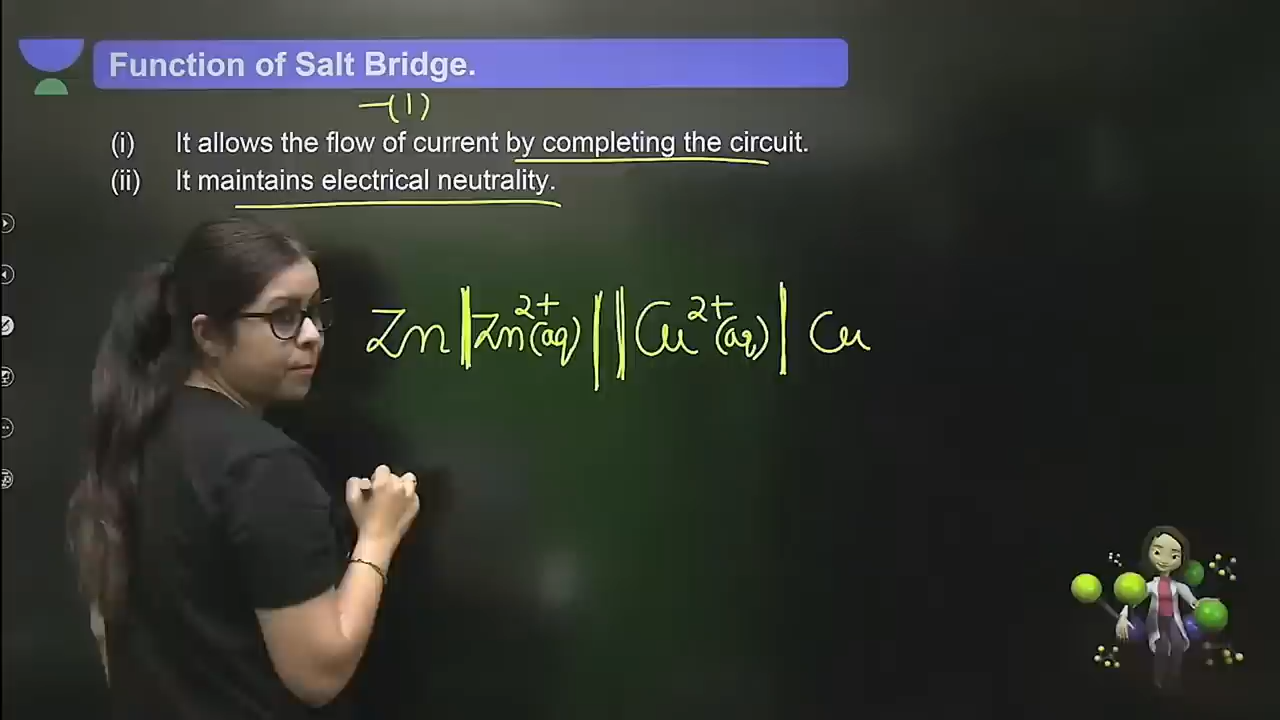 Function of Salt Bridge.
(1)
(i) It allows the flow of current by completing the circuit.
(ii) It maintains electrical neutrality.
Zn|Zn²⁺(aq)||Cu²⁺(aq)|Cu